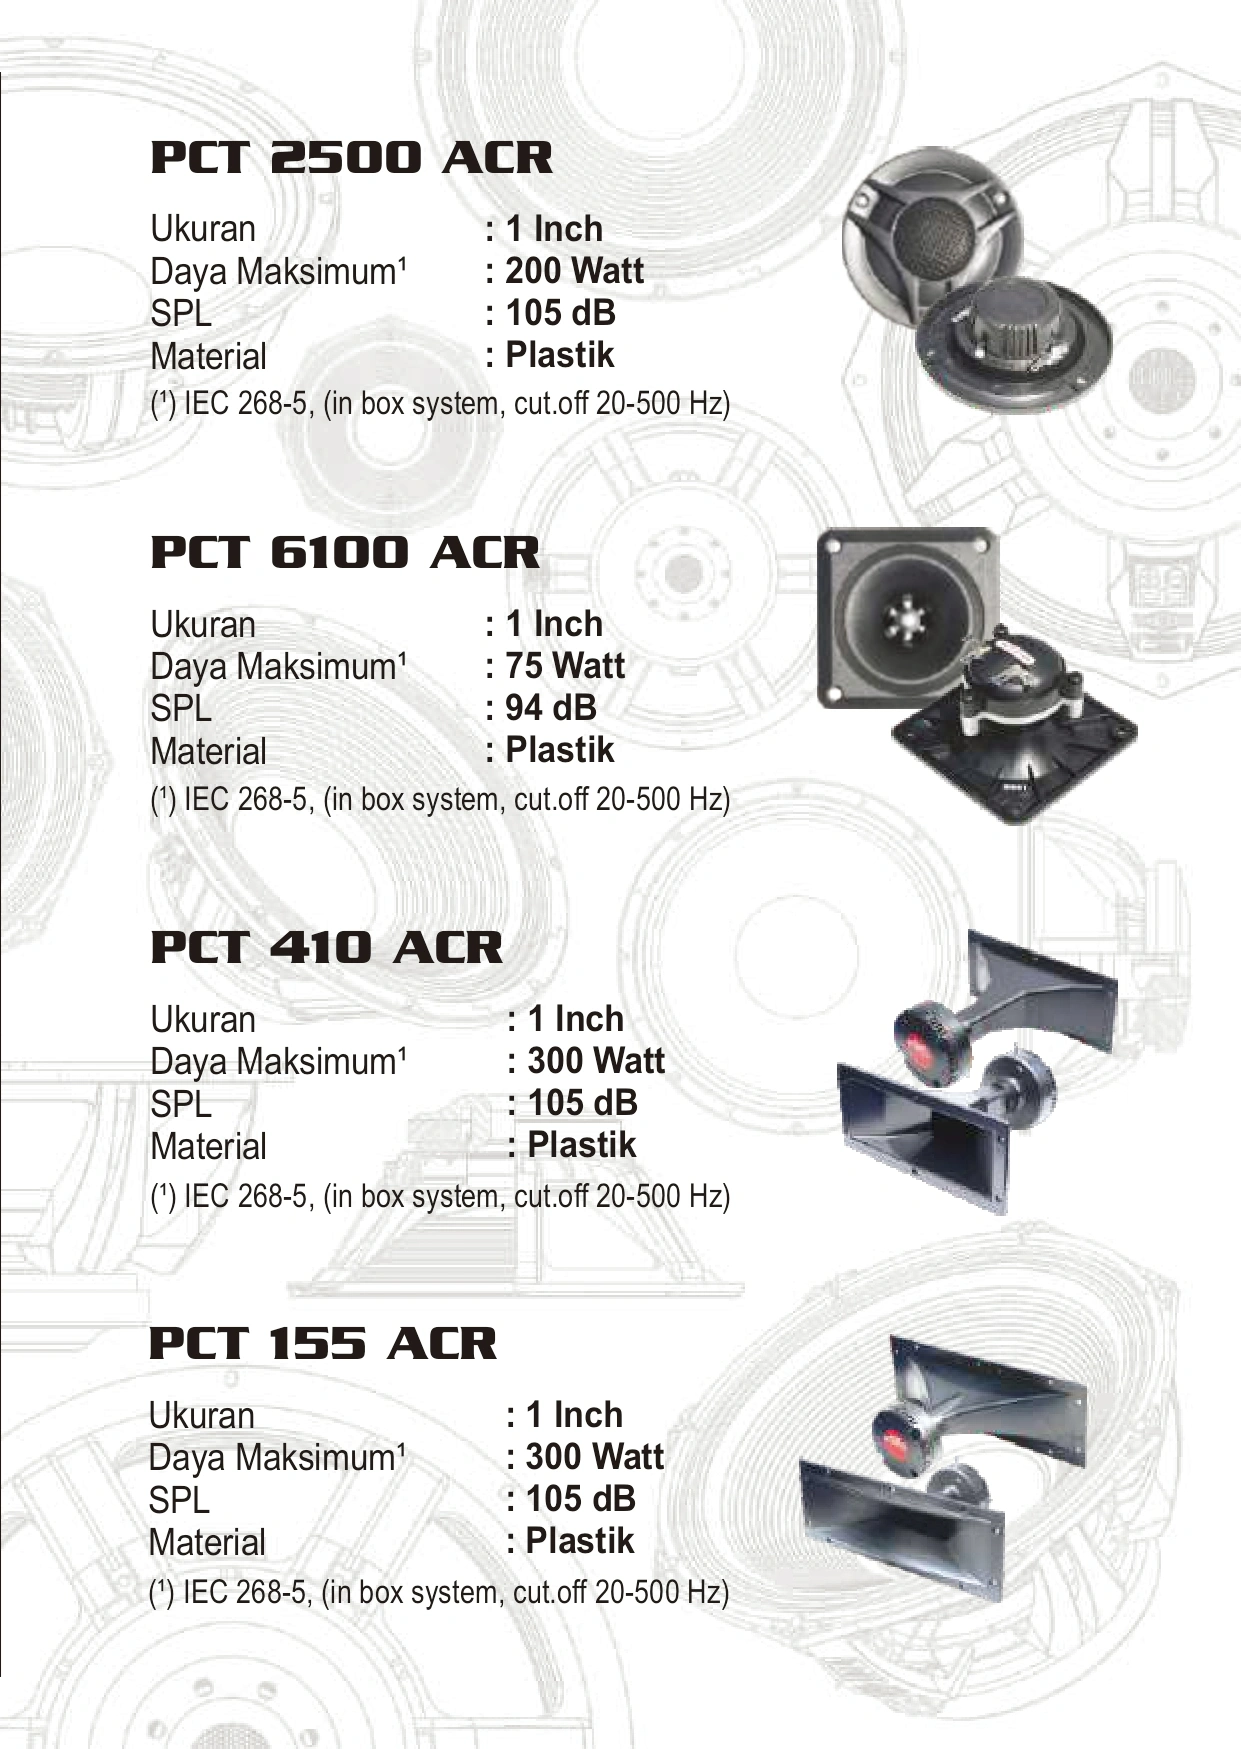 PCT 2500 ACR
Ukuran : 1 Inch
Daya Maksimum¹ : 200 Watt
SPL : 105 dB
Material : Plastik
(¹) IEC 268-5, (in box system, cut.off 20-500 Hz)
PCT 6100 ACR
Ukuran : 1 Inch
Daya Maksimum¹ : 75 Watt
SPL : 94 dB
Material : Plastik
(¹) IEC 268-5, (in box system, cut.off 20-500 Hz)
PCT 410 ACR
Ukuran : 1 Inch
Daya Maksimum¹ : 300 Watt
SPL : 105 dB
Material : Plastik
(¹) IEC 268-5, (in box system, cut.off 20-500 Hz)
PCT 155 ACR
Ukuran : 1 Inch
Daya Maksimum¹ : 300 Watt
SPL : 105 dB
Material : Plastik
(¹) IEC 268-5, (in box system, cut.off 20-500 Hz)